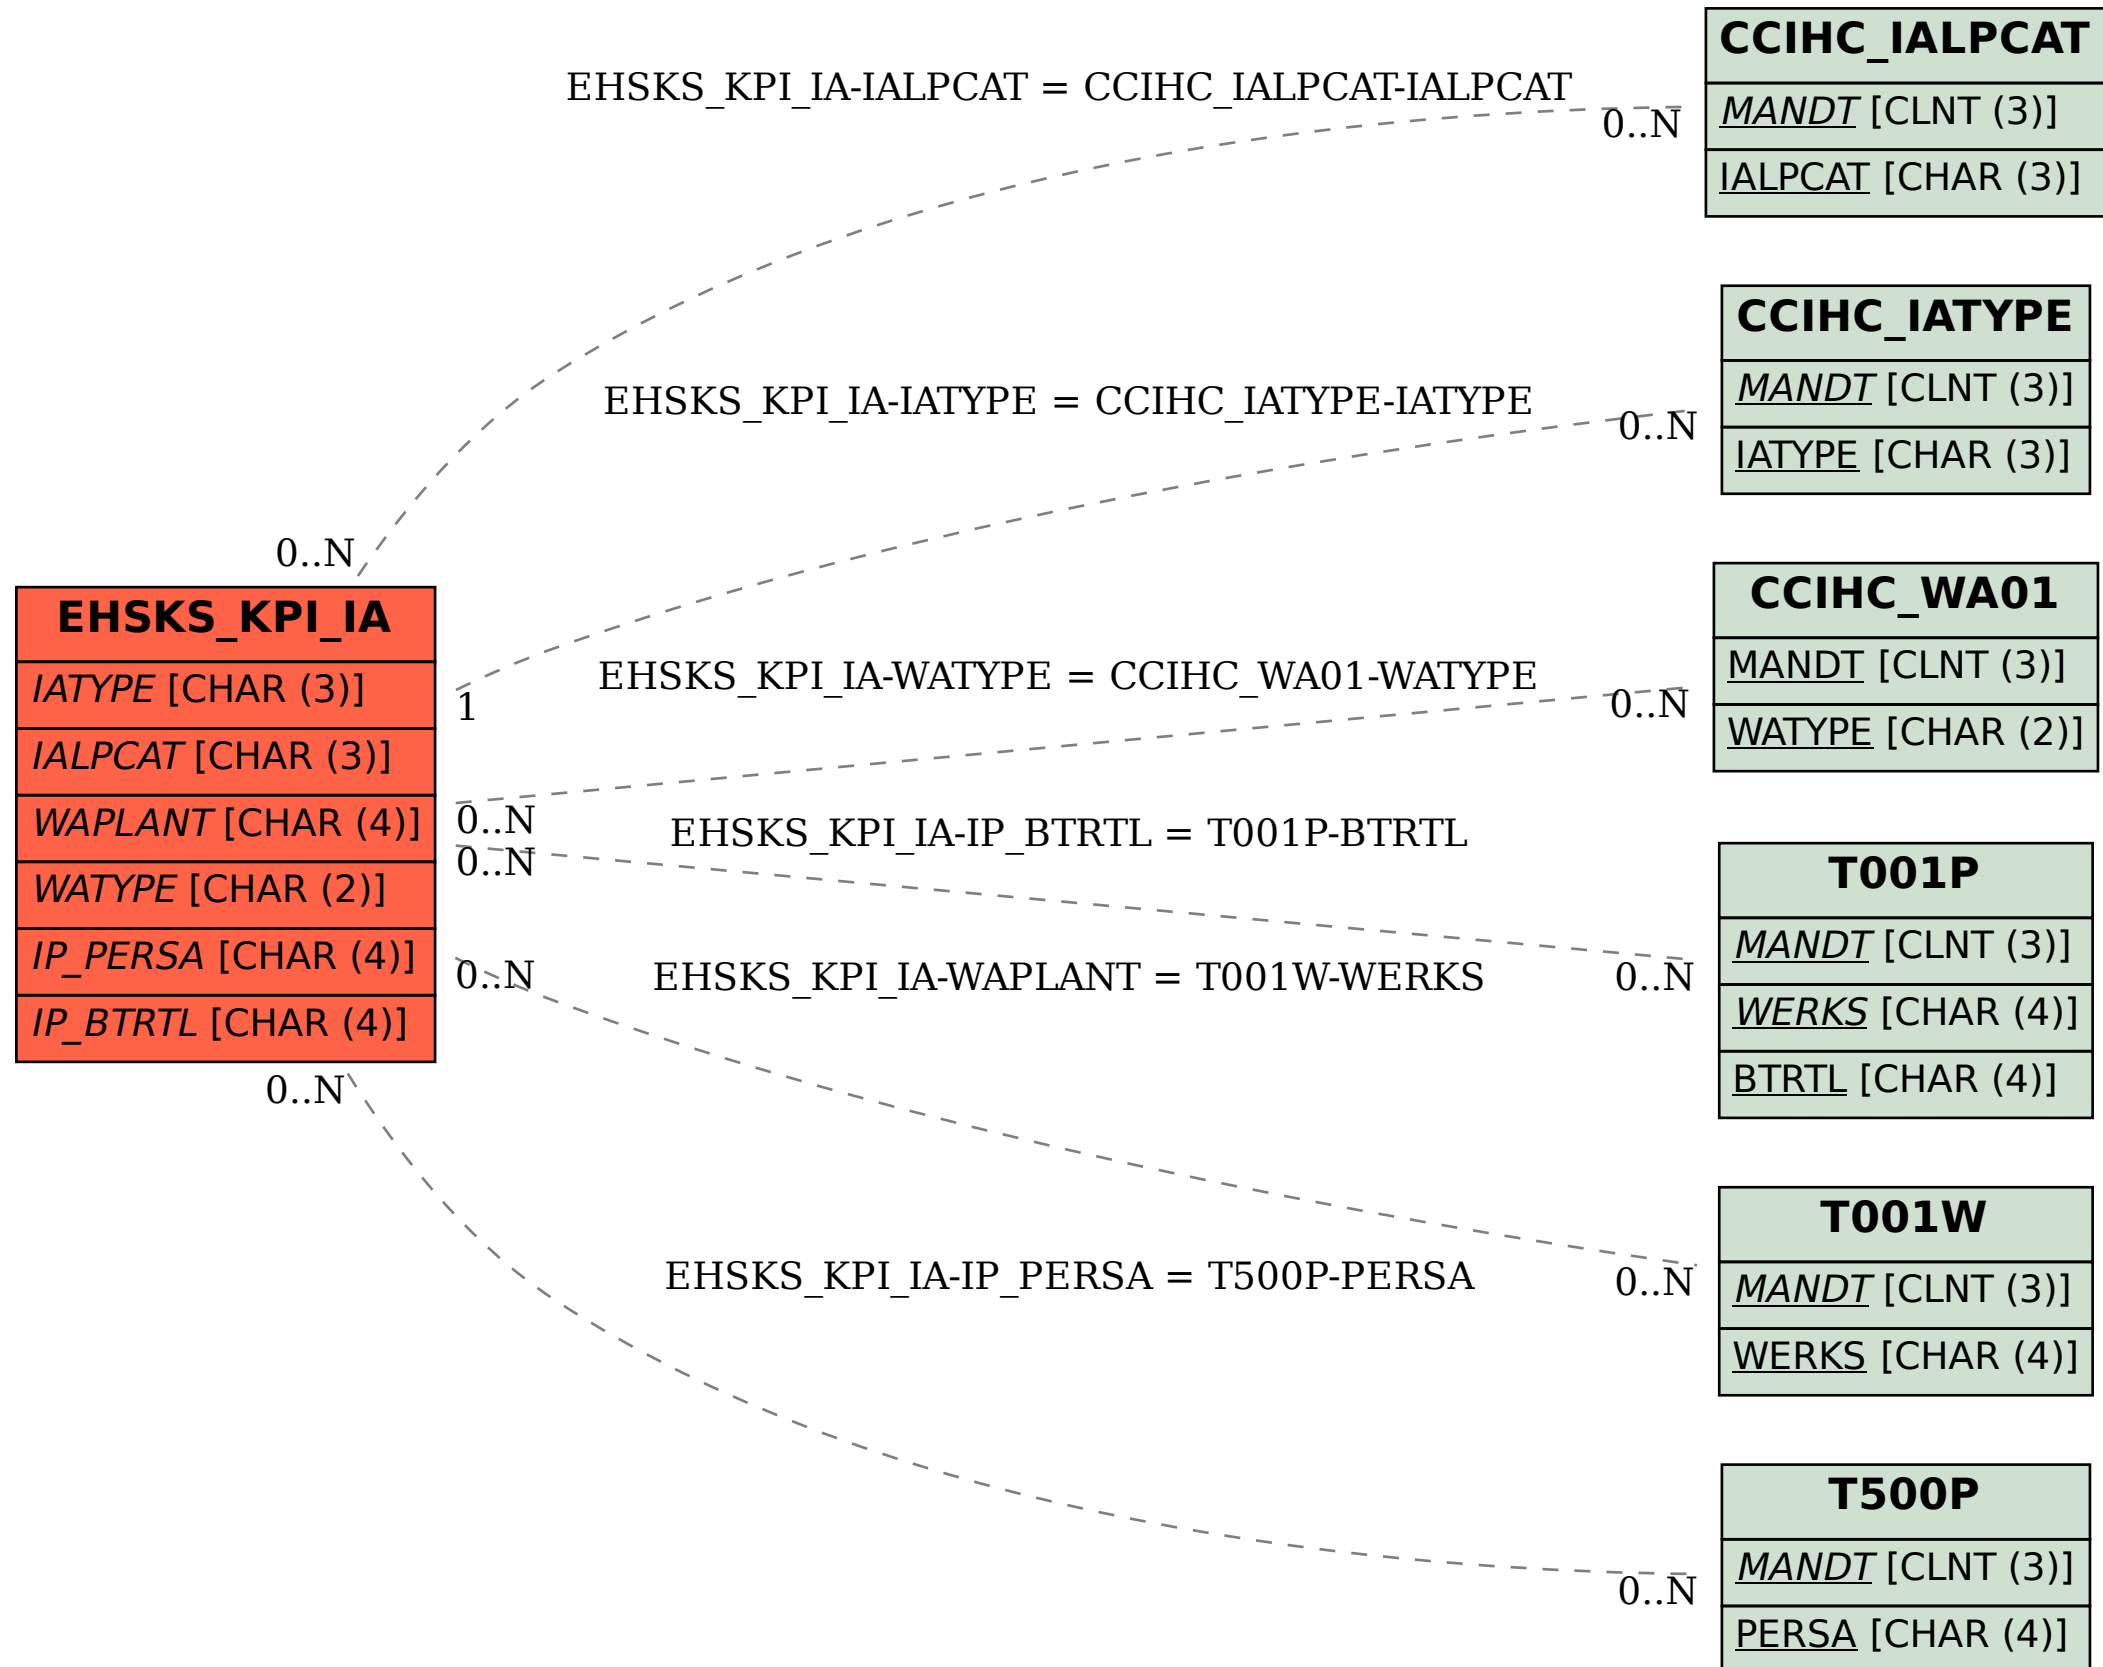 CCIHC_IALPCAT
MANDT [CLNT (3)]
IALPCAT [CHAR (3)]
EHSKS_KPI_IA-IALPCAT = CCIHC_IALPCAT-IALPCAT
0..N
0..N
CCIHC_IATYPE
MANDT [CLNT (3)]
IATYPE [CHAR (3)]
EHSKS_KPI_IA-IATYPE = CCIHC_IATYPE-IATYPE
0..N
1
EHSKS_KPI_IA
IATYPE [CHAR (3)]
IALPCAT [CHAR (3)]
WAPLANT [CHAR (4)]
WATYPE [CHAR (2)]
IP_PERSA [CHAR (4)]
IP_BTRTL [CHAR (4)]
CCIHC_WA01
MANDT [CLNT (3)]
WATYPE [CHAR (2)]
EHSKS_KPI_IA-WATYPE = CCIHC_WA01-WATYPE
0..N
0..N
EHSKS_KPI_IA-IP_BTRTL = T001P-BTRTL
0..N
0..N
T001P
MANDT [CLNT (3)]
WERKS [CHAR (4)]
BTRTL [CHAR (4)]
EHSKS_KPI_IA-WAPLANT = T001W-WERKS
0..N
0..N
T001W
MANDT [CLNT (3)]
WERKS [CHAR (4)]
EHSKS_KPI_IA-IP_PERSA = T500P-PERSA
0..N
0..N
T500P
MANDT [CLNT (3)]
PERSA [CHAR (4)]